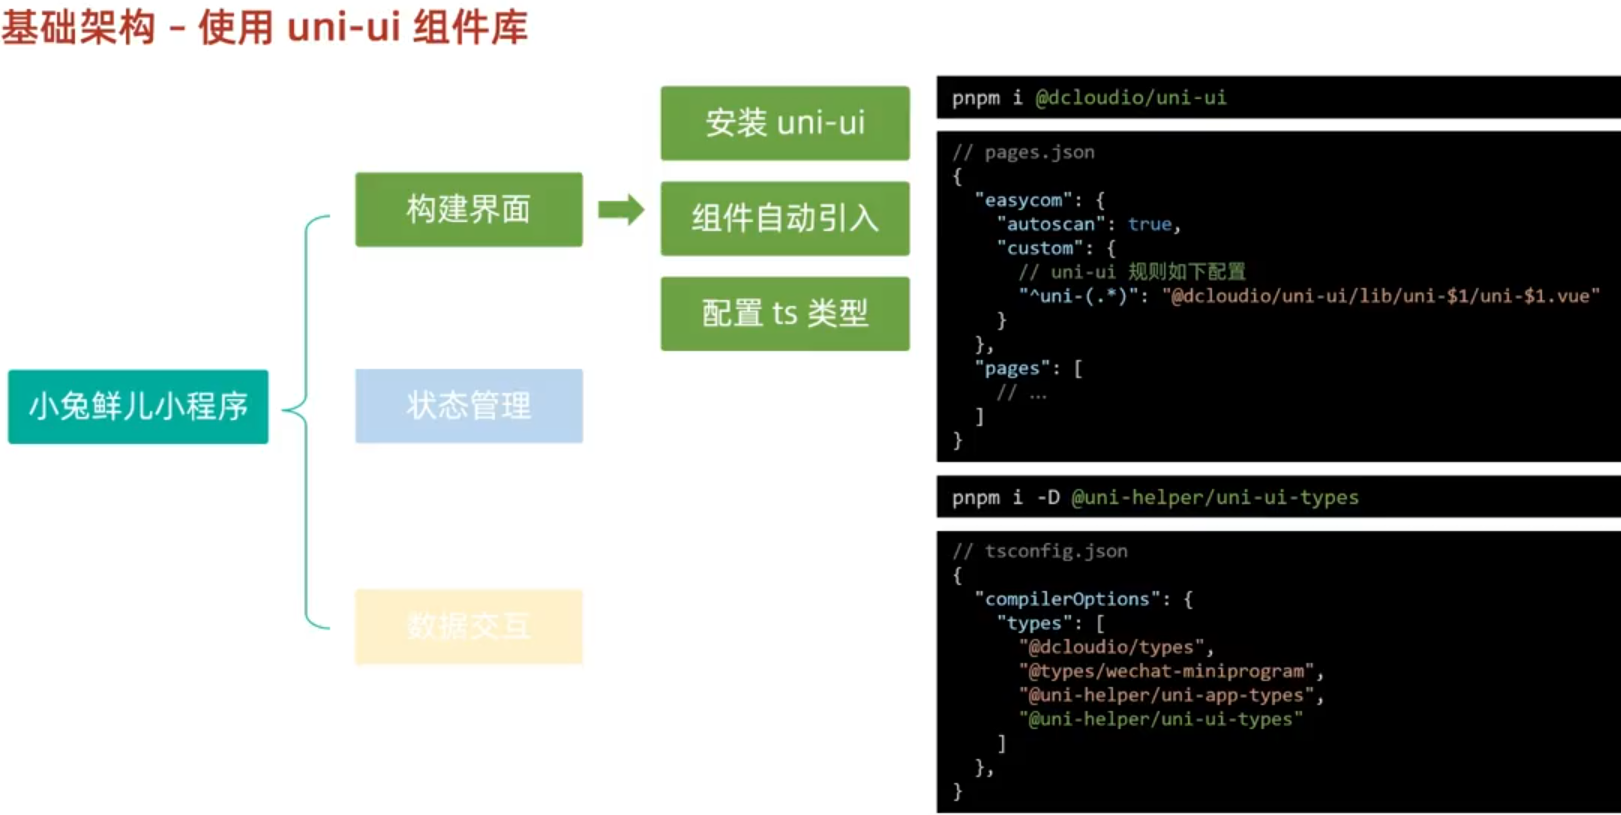 基础架构 – 使用 uni-ui 组件库
小兔鲜儿小程序
构建界面
状态管理
数据交互
安装 uni-ui
组件自动引入
配置 ts 类型
pnpm i @dcloudio/uni-ui
// pages.json
{
  "easycom": {
    "autoscan": true,
    "custom": {
      // uni-ui 规则如下配置
      "^uni-(.*)": "@dcloudio/uni-ui/lib/uni-$1/uni-$1.vue"
    }
  },
  "pages": [
    // …
  ]
}
pnpm i -D @uni-helper/uni-ui-types
// tsconfig.json
{
  "compilerOptions": {
    "types": [
      "@dcloudio/types",
      "@types/wechat-miniprogram",
      "@uni-helper/uni-app-types",
      "@uni-helper/uni-ui-types"
    ]
  },
}